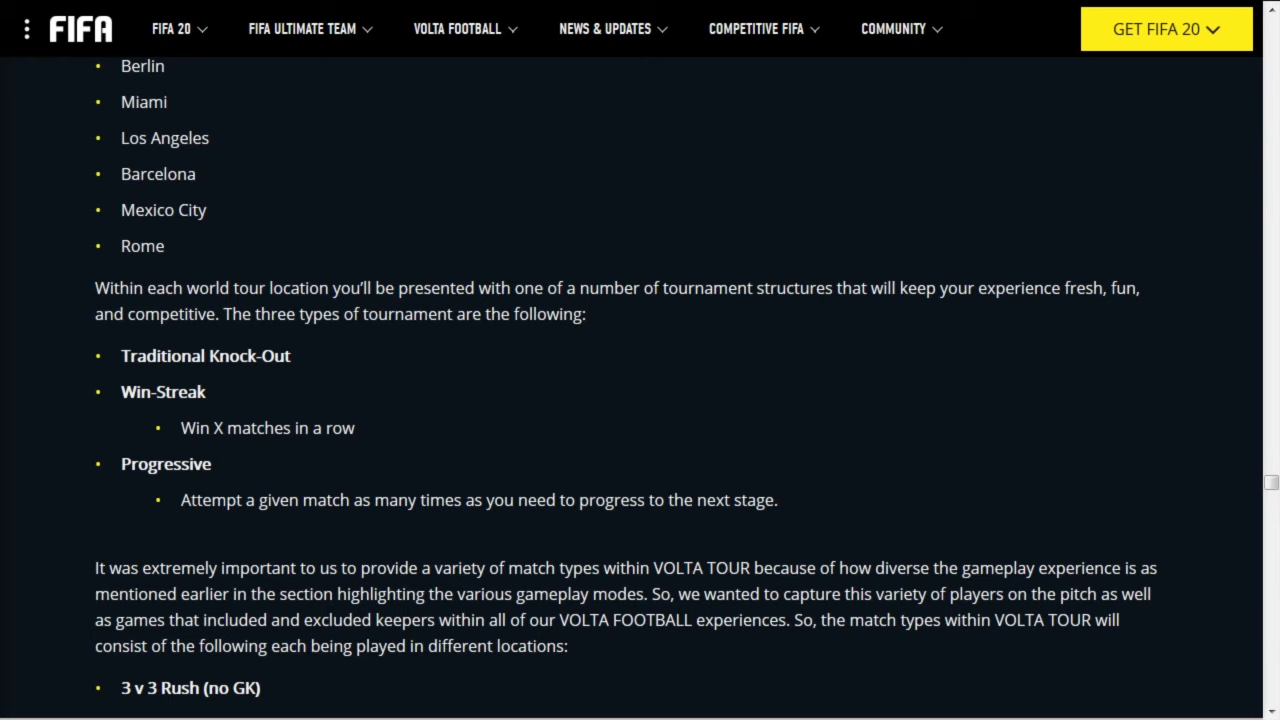 FIFA
FIFA 20
FIFA ULTIMATE TEAM
VOLTA FOOTBALL
NEWS & UPDATES
COMPETITIVE FIFA
COMMUNITY
GET FIFA 20
• Berlin
• Miami
• Los Angeles
• Barcelona
• Mexico City
• Rome
Within each world tour location you’ll be presented with one of a number of tournament structures that will keep your experience fresh, fun,
and competitive. The three types of tournament are the following:
• Traditional Knock-Out
• Win-Streak
• Win X matches in a row
• Progressive
• Attempt a given match as many times as you need to progress to the next stage.
It was extremely important to us to provide a variety of match types within VOLTA TOUR because of how diverse the gameplay experience is as
mentioned earlier in the section highlighting the various gameplay modes. So, we wanted to capture this variety of players on the pitch as well
as games that included and excluded keepers within all of our VOLTA FOOTBALL experiences. So, the match types within VOLTA TOUR will
consist of the following each being played in different locations:
• 3 v 3 Rush (no GK)